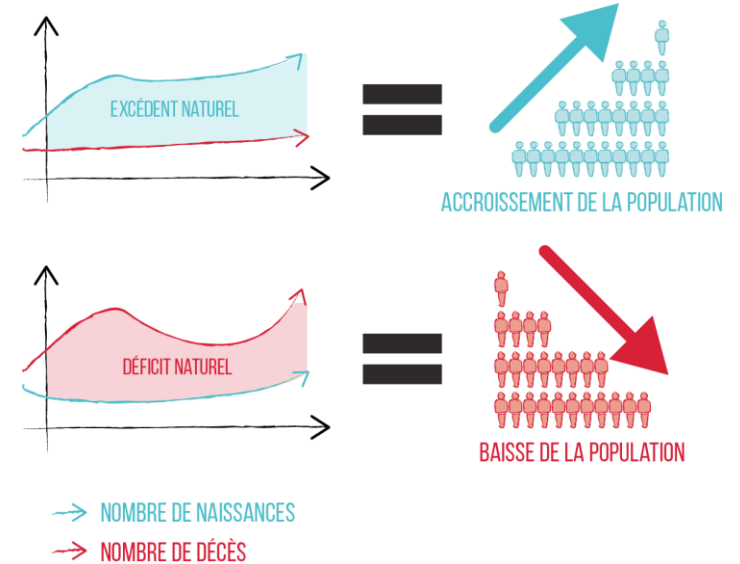 EXCÉDENT NATUREL
ACCROISSEMENT DE LA POPULATION
DÉFICIT NATUREL
BAISSE DE LA POPULATION
NOMBRE DE NAISSANCES
NOMBRE DE DÉCÈS